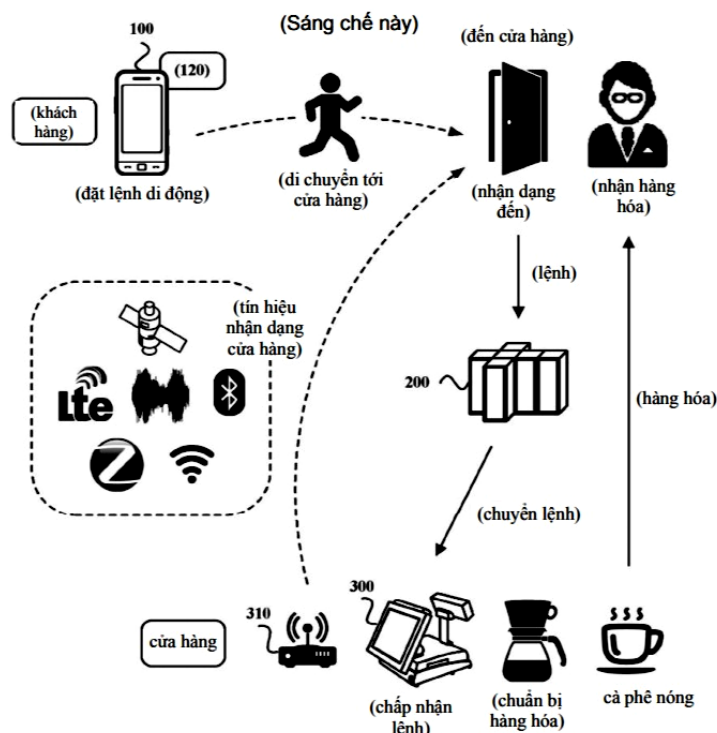 (Sáng chế này)
100
(120)
(đến cửa hàng)
(khách
hàng)
(đặt lệnh di động)
(di chuyển tới
cửa hàng)
(nhận dạng
đến)
(nhận hàng
hóa)
(lệnh)
(tín hiệu
nhận dạng
cửa hàng)
Lte
Z
200
(hàng hóa)
(chuyển lệnh)
cửa hàng
310
300
(chấp nhận
lệnh)
(chuẩn bị
hàng hóa)
cà phê nóng